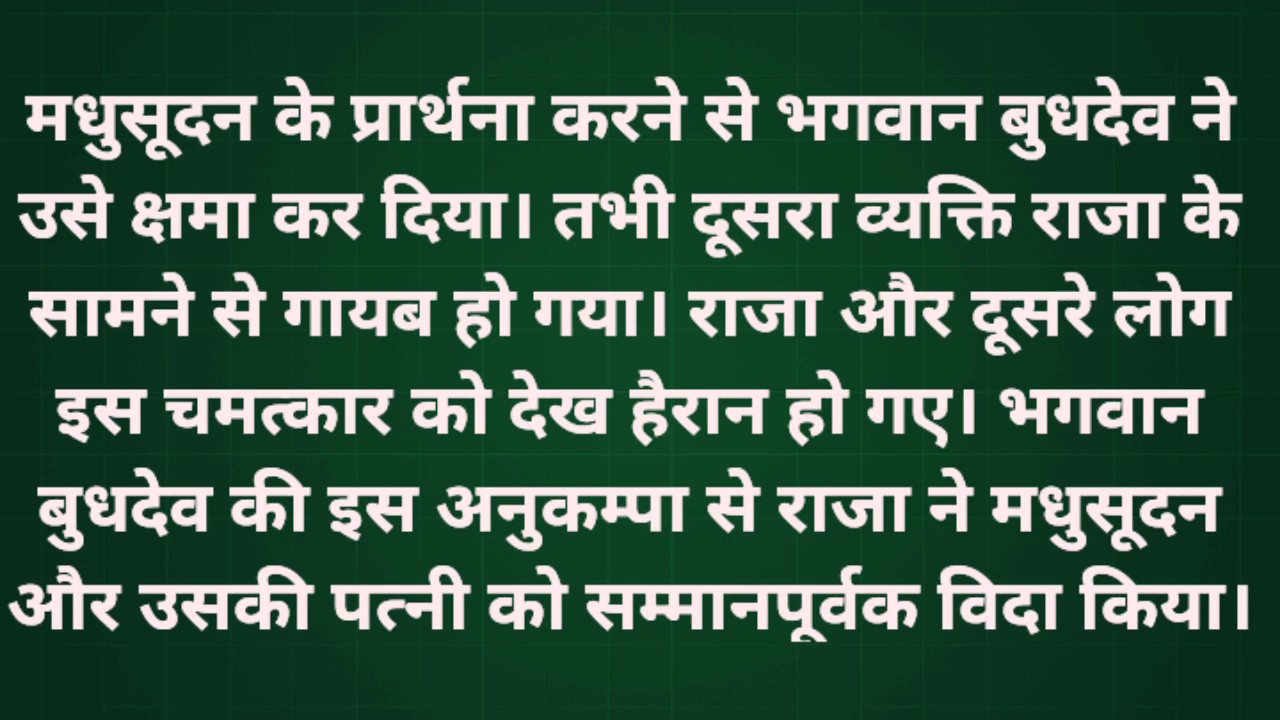 मधुसूदन के प्रार्थना करने से भगवान बुधदेव ने
उसे क्षमा कर दिया। तभी दूसरा व्यक्ति राजा के
सामने से गायब हो गया। राजा और दूसरे लोग
इस चमत्कार को देख हैरान हो गए। भगवान
बुधदेव की इस अनुकम्पा से राजा ने मधुसूदन
और उसकी पत्नी को सम्मानपूर्वक विदा किया।